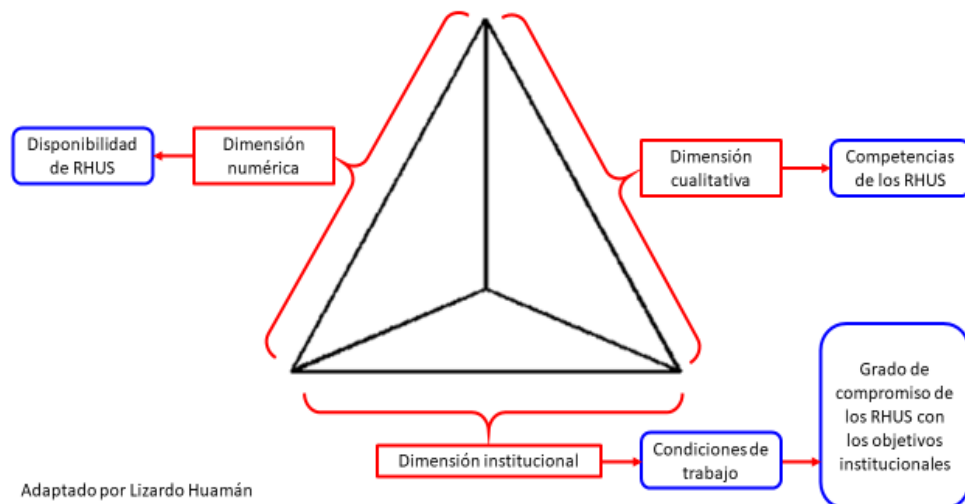 Disponibilidad
de RHUS
Dimensión
numérica
Dimensión
cualitativa
Competencias
de los RHUS
Dimensión institucional
Condiciones de
trabajo
Grado de
compromiso de
los RHUS con
los objetivos
institucionales
Adaptado por Lizardo Huamán